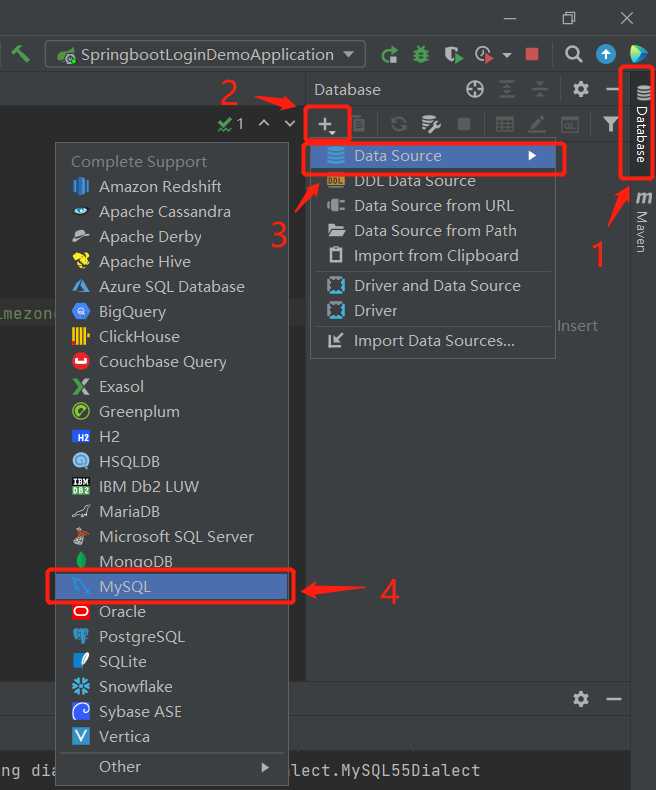 SpringbootLoginDemoApplication
Database
2
1
Data Source
DDL Data Source
Data Source from URL
Data Source from Path
Import from Clipboard
Driver and Data Source
Driver
Import Data Sources...
3
Database
1
Maven
Insert
Complete Support
Amazon Redshift
Apache Cassandra
Apache Derby
Apache Hive
Azure SQL Database
BigQuery
ClickHouse
Couchbase Query
Exasol
Greenplum
H2
HSQLDB
IBM Db2 LUW
MariaDB
Microsoft SQL Server
MongoDB
MySQL
4
Oracle
PostgreSQL
SQLite
Snowflake
Sybase ASE
Vertica
Other
imezon
ng dia
lect.MySQL55Dialect